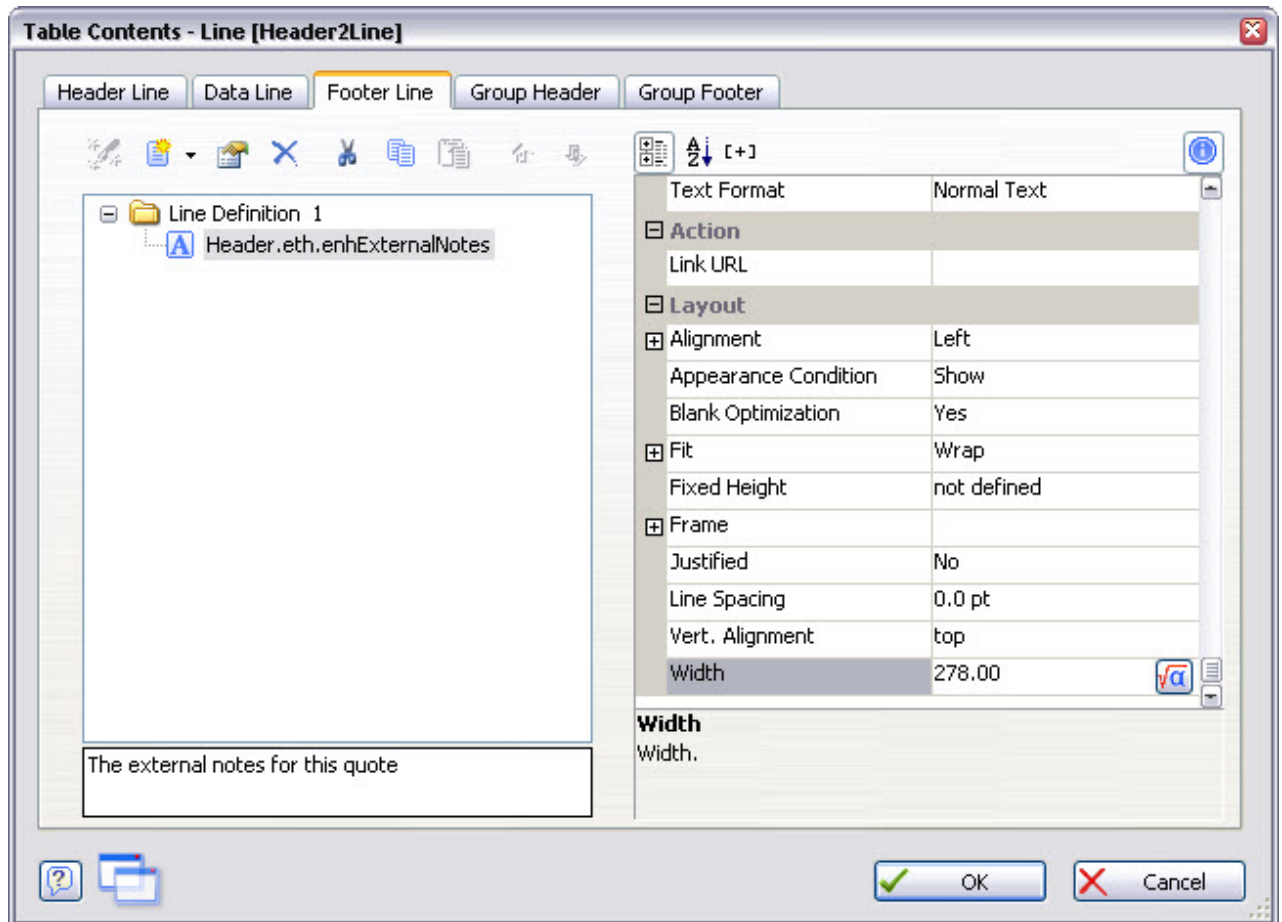 Table Contents - Line [Header2Line]
Header Line Data Line Footer Line Group Header Group Footer
A Z [+]
Line Definition 1
A Header.eth.enhExternalNotes
The external notes for this quote
Text Format Normal Text
Action
Link URL
Layout
Alignment Left
Appearance Condition Show
Blank Optimization Yes
Fit Wrap
Fixed Height not defined
Frame
Justified No
Line Spacing 0.0 pt
Vert. Alignment top
Width 278.00 √α
Width
Width.
OK Cancel